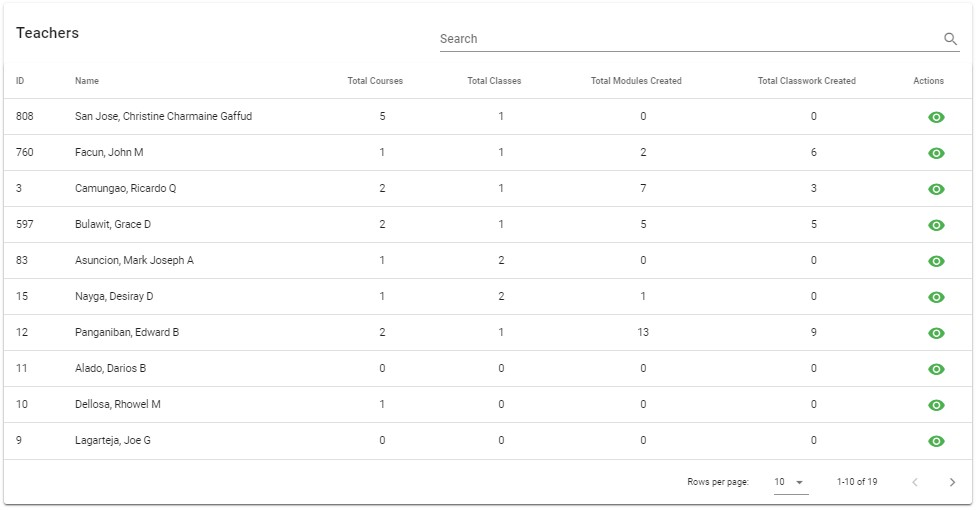 Teachers
Search
ID Name Total Courses Total Classes Total Modules Created Total Classwork Created Actions
808 San Jose, Christine Charmaine Gaffud 5 1 0 0
760 Facun, John M 1 1 2 6
3 Camungao, Ricardo Q 2 1 7 3
597 Bulawit, Grace D 2 1 5 5
83 Asuncion, Mark Joseph A 1 2 0 0
15 Nayga, Desiray D 1 2 1 0
12 Panganiban, Edward B 2 1 13 9
11 Alado, Darios B 0 0 0 0
10 Dellosa, Rhowel M 1 0 0 0
9 Lagarteja, Joe G 0 0 0 0
Rows per page: 10 1-10 of 19